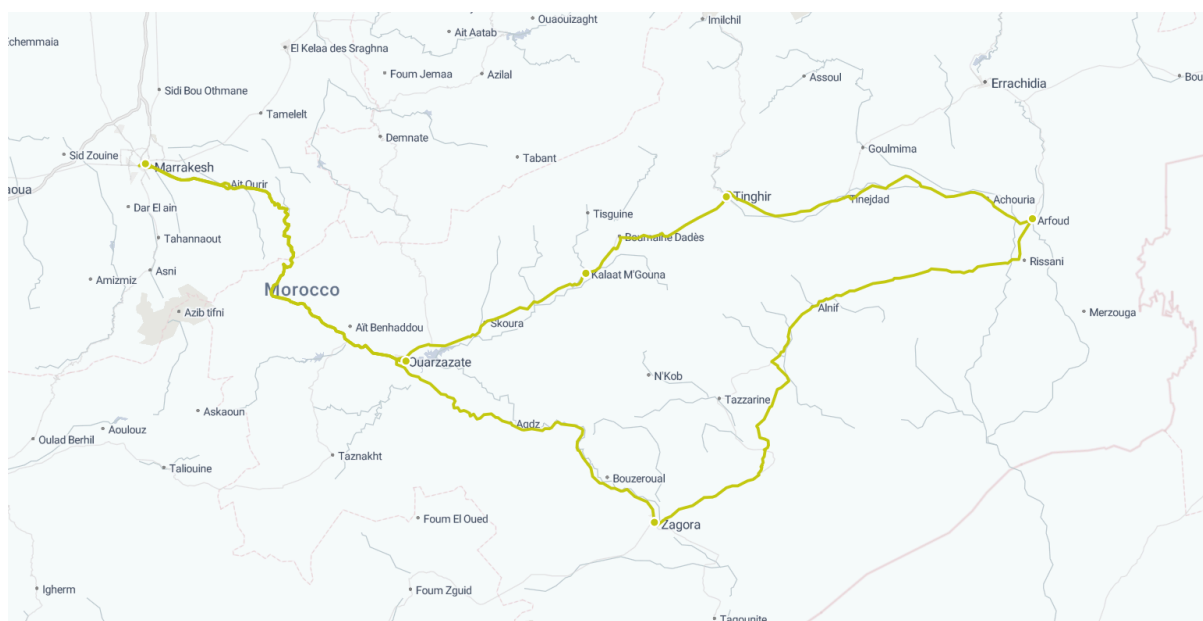 Ouaouizaght
Imilchil
Echemmaia
Ait Aatab
El Kelaa des Sraghna
Foum Jemaa
Azilal
Assoul
Errachidia
Bou
Sidi Bou Othmane
Tamelelt
Demnate
Goulmima
Sid Zouine
Marrakesh
Tabant
Ait Ourir
Tinghir
Tinejdad
Achouria
Dar El ain
Tisguine
Arfoud
Tahannaout
Boumalne Dadès
Rissani
Asni
Kalaat M'Gouna
Amizmiz
Morocco
Azib tifni
Alnif
Merzouga
Skoura
Aït Benhaddou
Ouarzazate
N'Kob
Tazzarine
Askaoun
Agdz
Aoulouz
Oulad Berhil
Taznakht
Taliouine
Bouzeroual
Foum El Oued
Zagora
Igherm
Foum Zguid
Tagounite